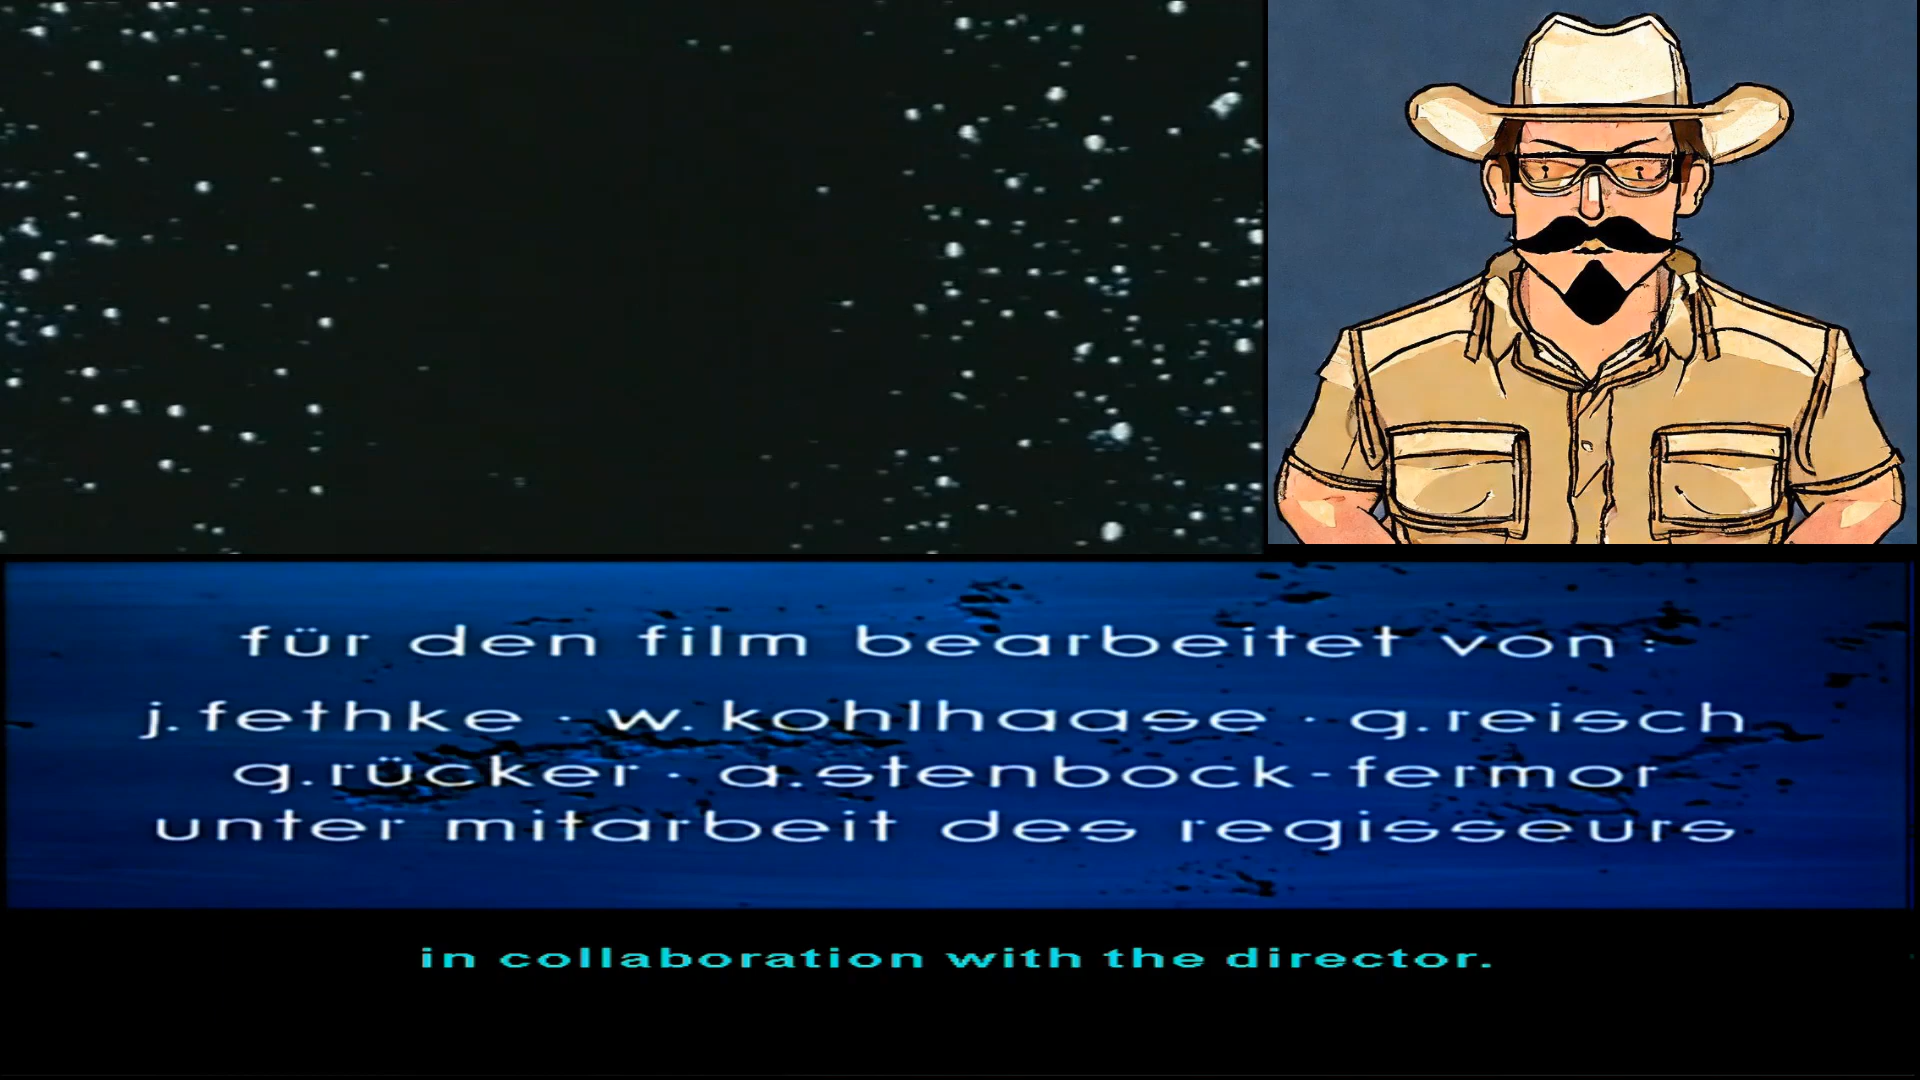 für den film bearbeitet von:
j. fethke · w. kohlhaase · g. reisch
g. rücker · a. stenbock-fermor
unter mitarbeit des regisseurs
in collaboration with the director.